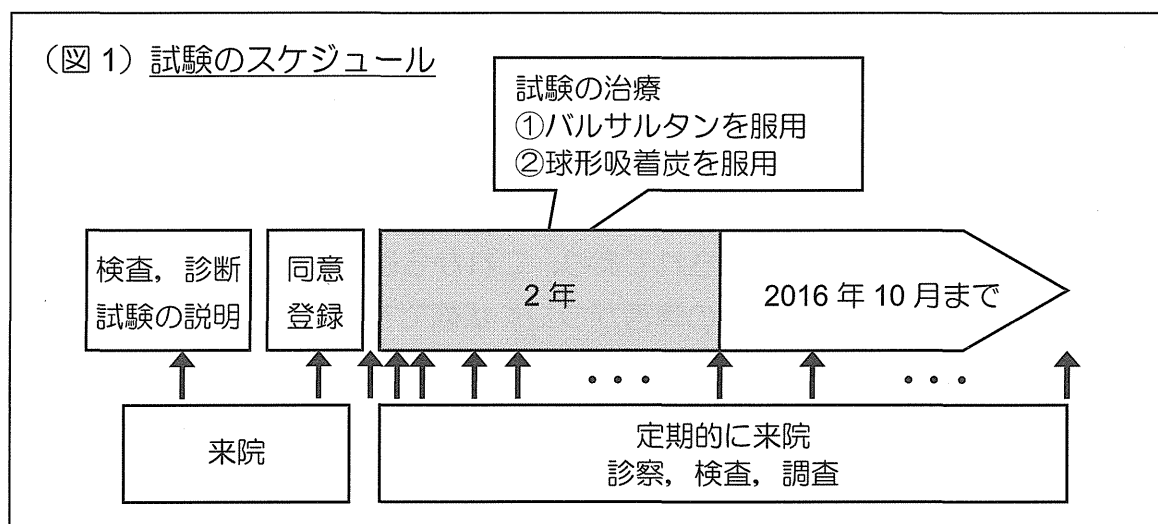 （図 1）試験のスケジュール
試験の治療
①バルサルタンを服用
②球形吸着炭を服用
検査，診断
試験の説明
同意
登録
2 年
2016 年 10 月まで
・・・
・・・
来院
定期的に来院
診察，検査，調査